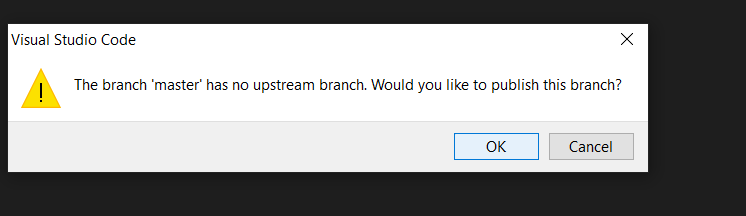 Visual Studio Code
The branch 'master' has no upstream branch. Would you like to publish this branch?
OK
Cancel